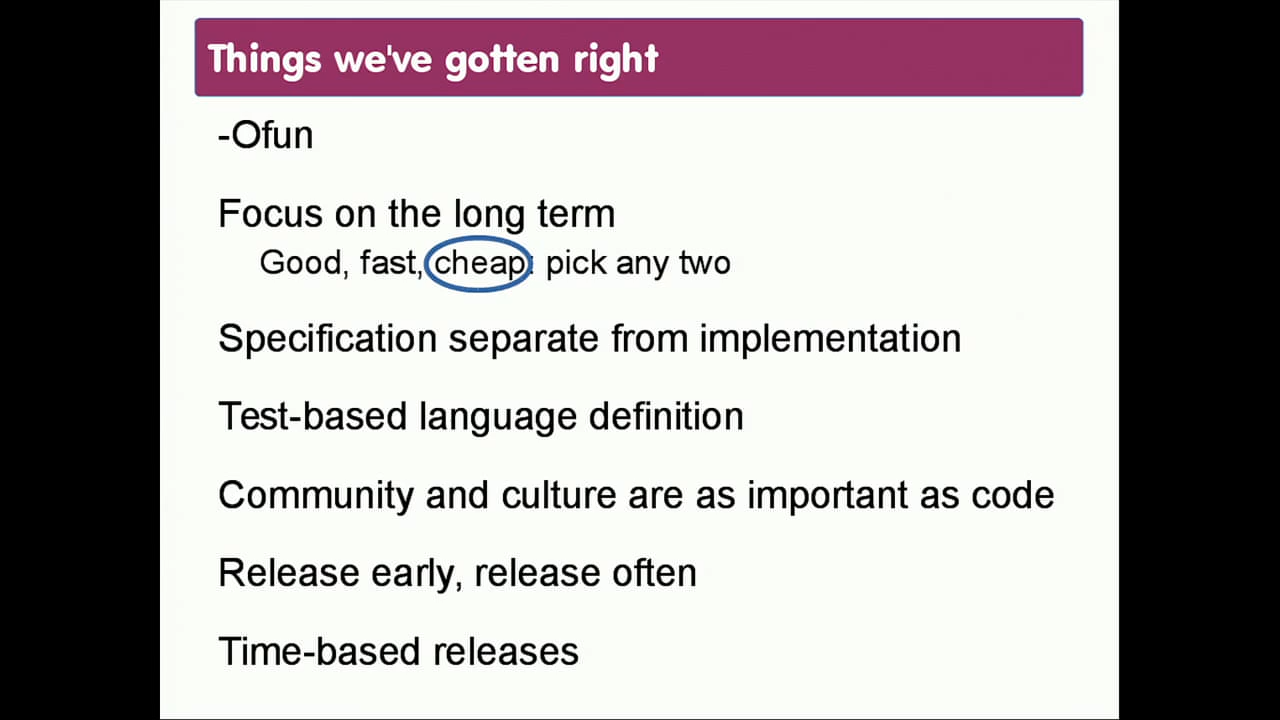 Things we've gotten right
-Ofun
Focus on the long term
Good, fast, cheap: pick any two
Specification separate from implementation
Test-based language definition
Community and culture are as important as code
Release early, release often
Time-based releases